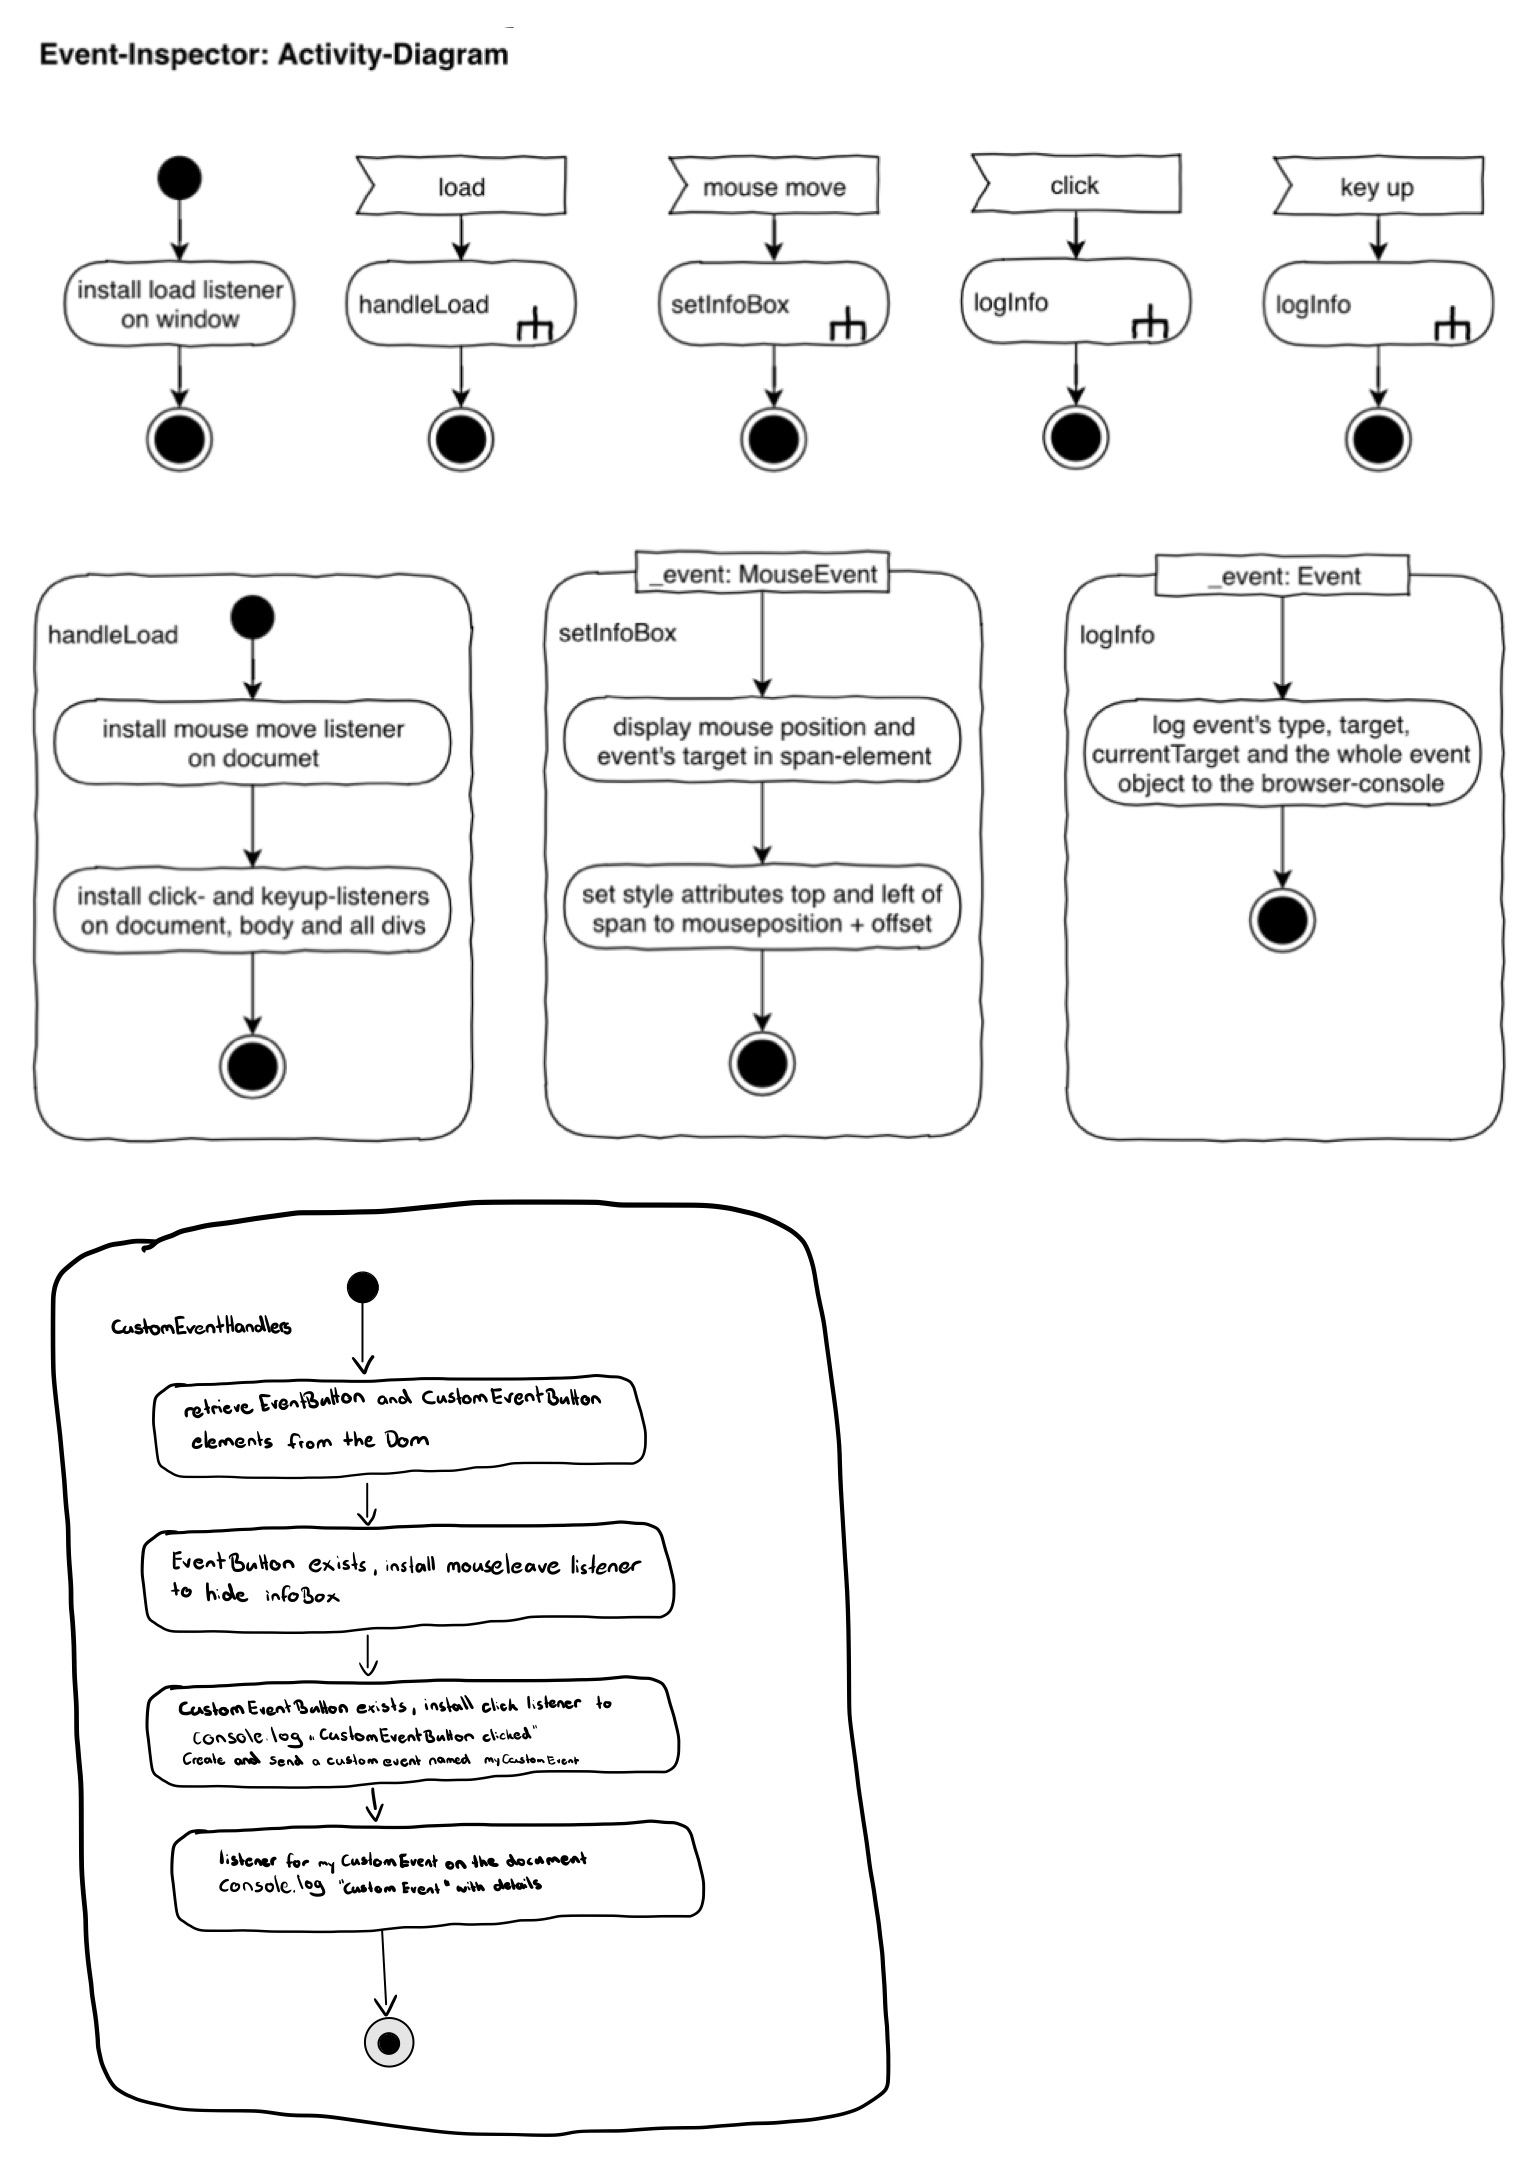 Event-Inspector: Activity-Diagram
load
mouse move
click
key up
install load listener
on window
handleLoad
setInfoBox
logInfo
logInfo
_event: MouseEvent
_event: Event
handleLoad
install mouse move listener
on documet
install click- and keyup-listeners
on document, body and all divs
setInfoBox
display mouse position and
event's target in span-element
set style attributes top and left of
span to mouseposition + offset
logInfo
log event's type, target,
currentTarget and the whole event
object to the browser-console
CustomEventHandlers
retrieve EventButton and CustomEventButton
elements from the Dom
EventButton exists, install mouseleave listener
to hide infoBox
CustomEventButton exists, install click listener to
console.log „CustomEventButton clicked"
Create and send a custom event named myCustomEvent
listener for myCustomEvent on the document
console.log "Custom Event" with details